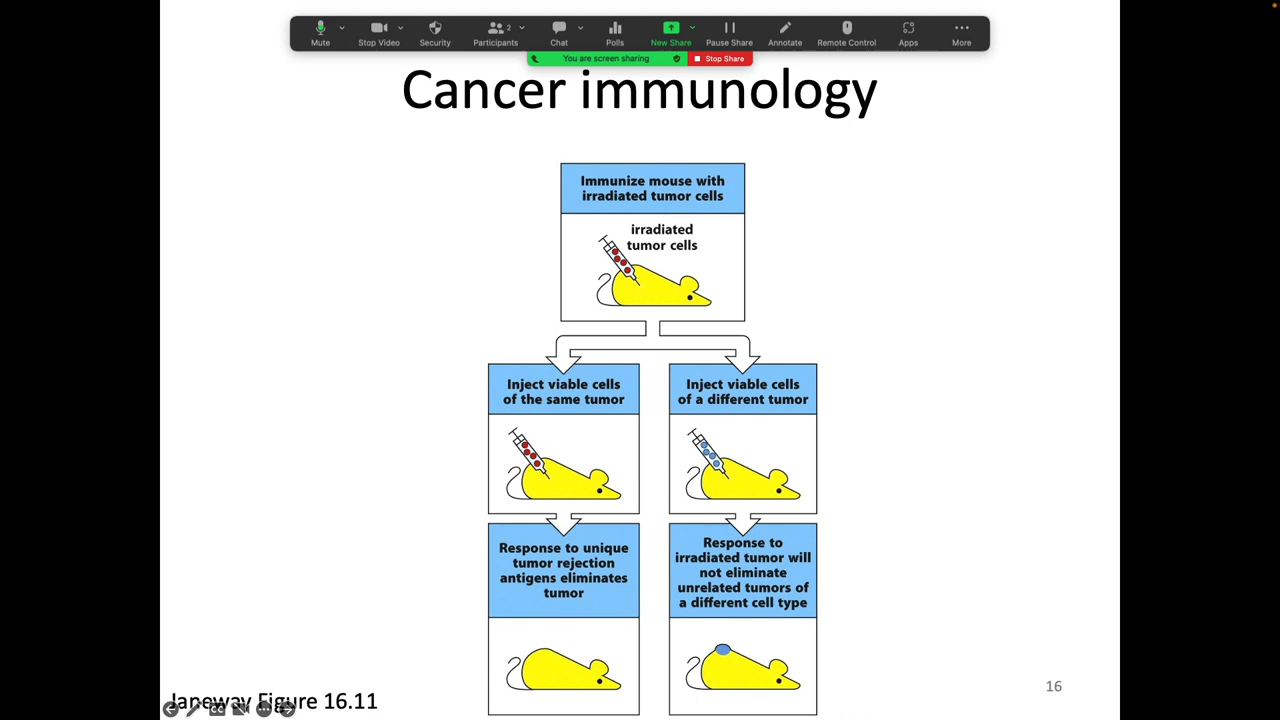 Mute
Stop Video
Security
Participants
2
Chat
Polls
New Share
Pause Share
Annotate
Remote Control
Apps
More
You are screen sharing
Stop Share
Cancer immunology
Immunize mouse with
irradiated tumor cells
irradiated
tumor cells
Inject viable cells
of the same tumor
Inject viable cells
of a different tumor
Response to unique
tumor rejection
antigens eliminates
tumor
Response to
irradiated tumor will
not eliminate
unrelated tumors of
a different cell type
Janeway Figure 16.11
16
CC